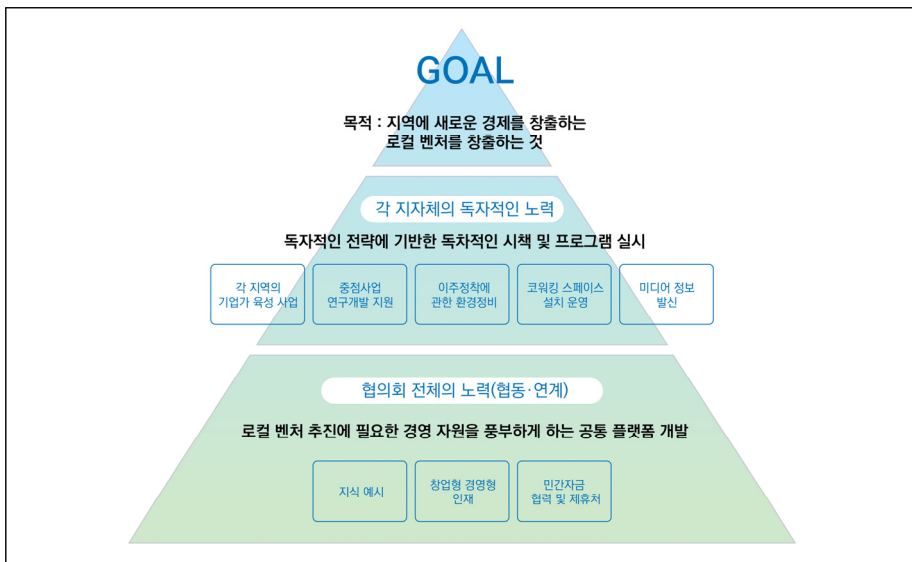 GOAL
목적 : 지역에 새로운 경제를 창출하는
로컬 벤처를 창출하는 것
각 지자체의 독자적인 노력
독자적인 전략에 기반한 독차적인 시책 및 프로그램 실시
각 지역의
기업가 육성 사업
중점사업
연구개발 지원
이주정착에
관한 환경정비
코워킹 스페이스
설치 운영
미디어 정보
발신
협의회 전체의 노력(협동·연계)
로컬 벤처 추진에 필요한 경영 자원을 풍부하게 하는 공통 플랫폼 개발
지식 예시
창업형 경영형
인재
민간자금
협력 및 제휴처